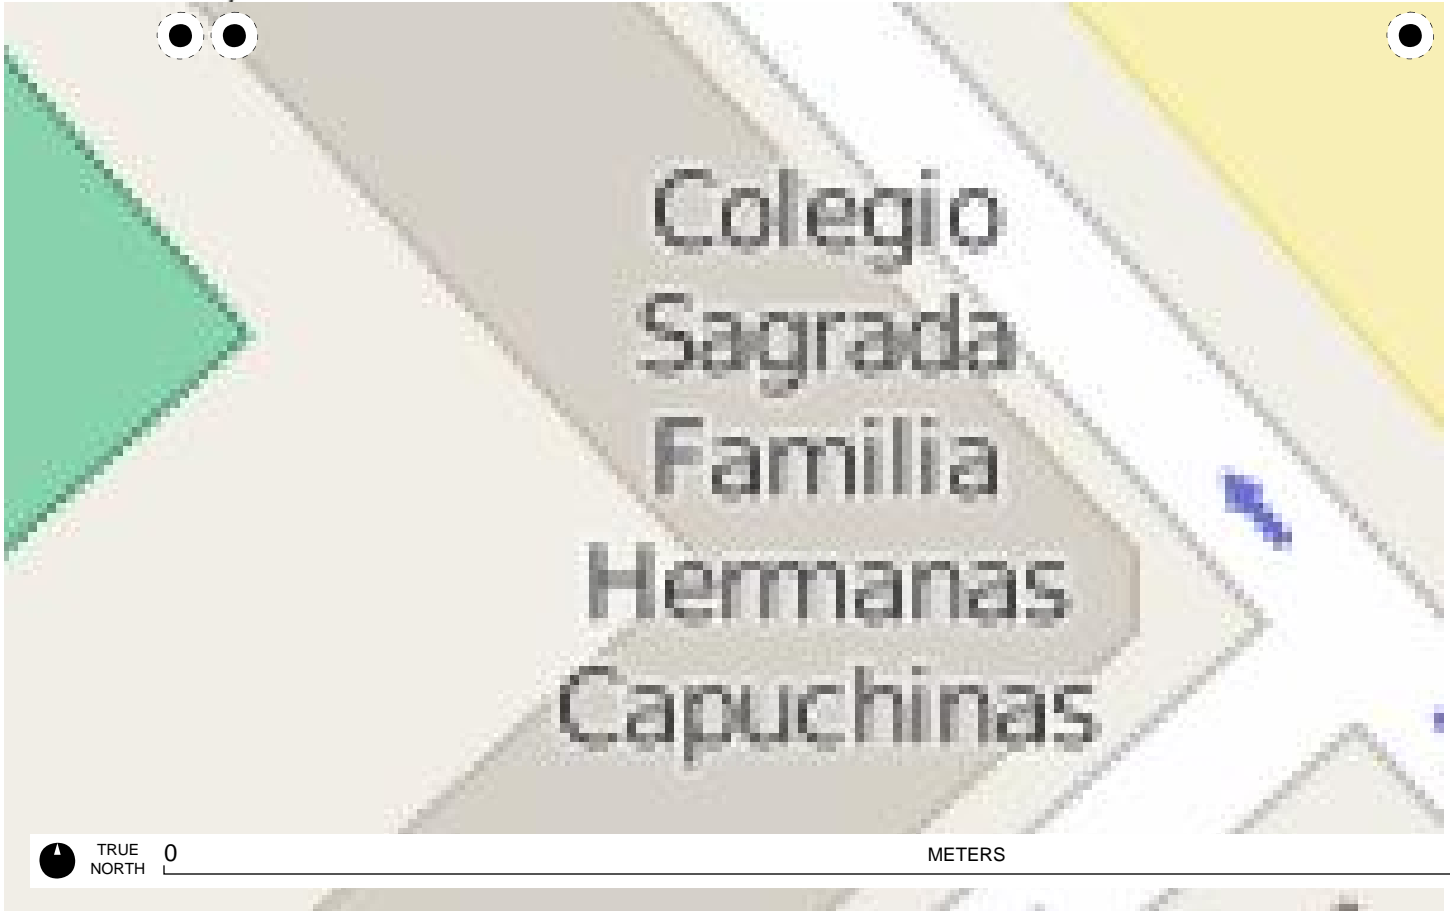 Colegio
Sagrada
Familia
Hermanas
Capuchinas
TRUE
NORTH
0
METERS